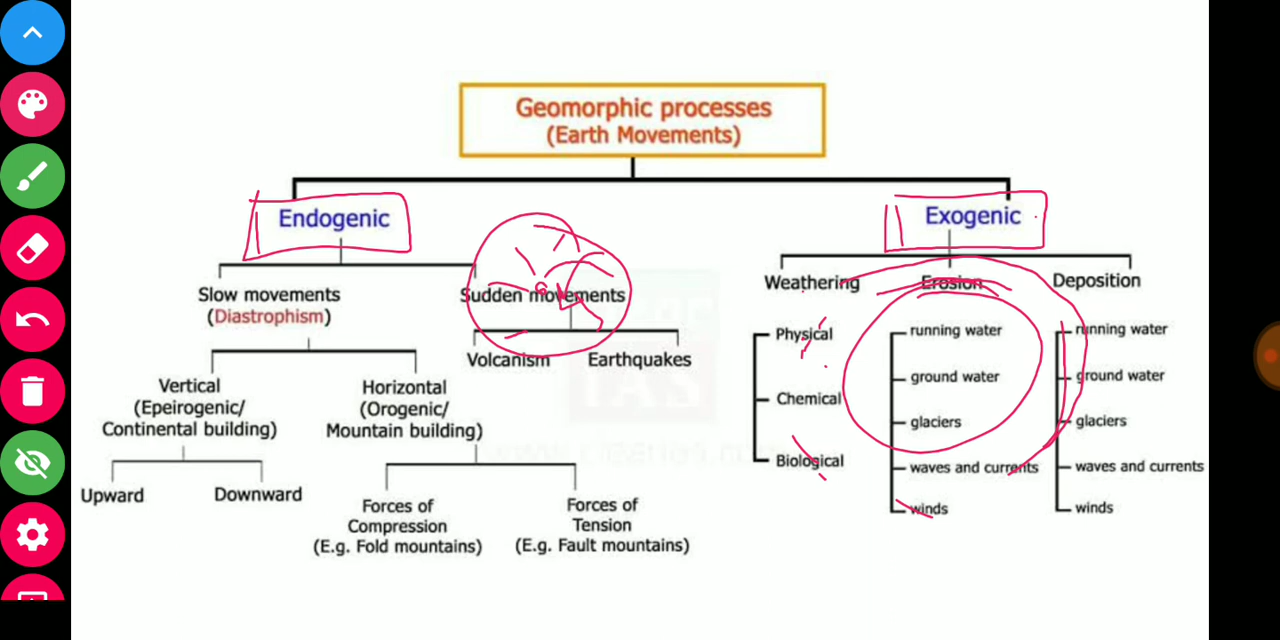 Geomorphic processes
(Earth Movements)
Endogenic
Exogenic
Slow movements
(Diastrophism)
Sudden movements
Volcanism
Earthquakes
Vertical
(Epeirogenic/
Continental building)
Horizontal
(Orogenic/
Mountain building)
Upward
Downward
Forces of
Compression
(E.g. Fold mountains)
Forces of
Tension
(E.g. Fault mountains)
Weathering
Physical
Chemical
Biological
Erosion
running water
ground water
glaciers
waves and currents
winds
Deposition
running water
ground water
glaciers
waves and currents
winds
IAS